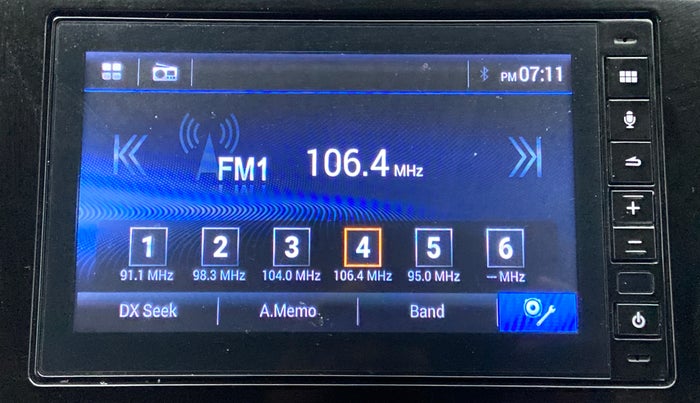 PM 07:11
FM1 106.4 MHz
1 2 3 4 5 6
91.1 MHz 98.3 MHz 104.0 MHz 106.4 MHz 95.0 MHz --- MHz
DX Seek A.Memo Band